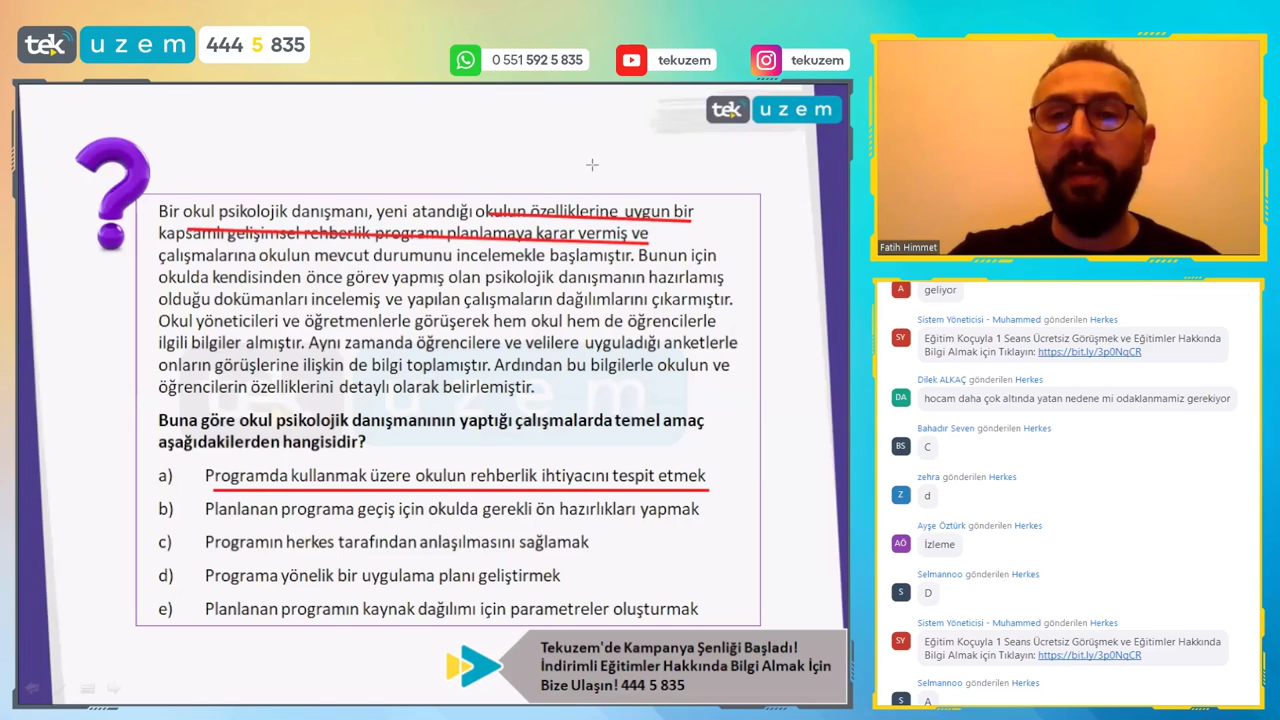 tek uzem 444 5 835
0 551 592 5 835
tekuzem
tekuzem
tek uzem
Bir okul psikolojik danışmanı, yeni atandığı okulun özelliklerine uygun bir
kapsamlı gelişimsel rehberlik programı planlamaya karar vermiş ve
çalışmalarına okulun mevcut durumunu incelemekle başlamıştır. Bunun için
okulda kendisinden önce görev yapmış olan psikolojik danışmanın hazırlamış
olduğu dokümanları incelemiş ve yapılan çalışmaların dağılımlarını çıkarmıştır.
Okul yöneticileri ve öğretmenlerle görüşerek hem okul hem de öğrencilerle
ilgili bilgiler almıştır. Aynı zamanda öğrencilere ve velilere uyguladığı anketlerle
onların görüşlerine ilişkin de bilgi toplamıştır. Ardından bu bilgilerle okulun ve
öğrencilerin özelliklerini detaylı olarak belirlemiştir.
Buna göre okul psikolojik danışmanının yaptığı çalışmalarda temel amaç
aşağıdakilerden hangisidir?
a) Programda kullanmak üzere okulun rehberlik ihtiyacını tespit etmek
b) Planlanan programa geçiş için okulda gerekli ön hazırlıkları yapmak
c) Programın herkes tarafından anlaşılmasını sağlamak
d) Programa yönelik bir uygulama planı geliştirmek
e) Planlanan programın kaynak dağılımı için parametreler oluşturmak
Tekuzem'de Kampanya Şenliği Başladı!
İndirimli Eğitimler Hakkında Bilgi Almak İçin
Bize Ulaşın! 444 5 835
Fatih Himmet
A
geliyor
Sistem Yöneticisi - Muhammed gönderilen Herkes
SY
Eğitim Koçuyla 1 Seans Ücretsiz Görüşmek ve Eğitimler Hakkında
Bilgi Almak için Tıklayın: https://bit.ly/3p0NqCR
Dilek ALKAÇ gönderilen Herkes
DA
hocam daha çok altında yatan nedene mi odaklanmamız gerekiyor
Bahadır Seven gönderilen Herkes
BS
C
zehra gönderilen Herkes
Z
d
Ayşe Öztürk gönderilen Herkes
AÖ
İzleme
Selmannoo gönderilen Herkes
S
D
Sistem Yöneticisi - Muhammed gönderilen Herkes
SY
Eğitim Koçuyla 1 Seans Ücretsiz Görüşmek ve Eğitimler Hakkında
Bilgi Almak için Tıklayın: https://bit.ly/3p0NqCR
Selmannoo gönderilen Herkes
S
A